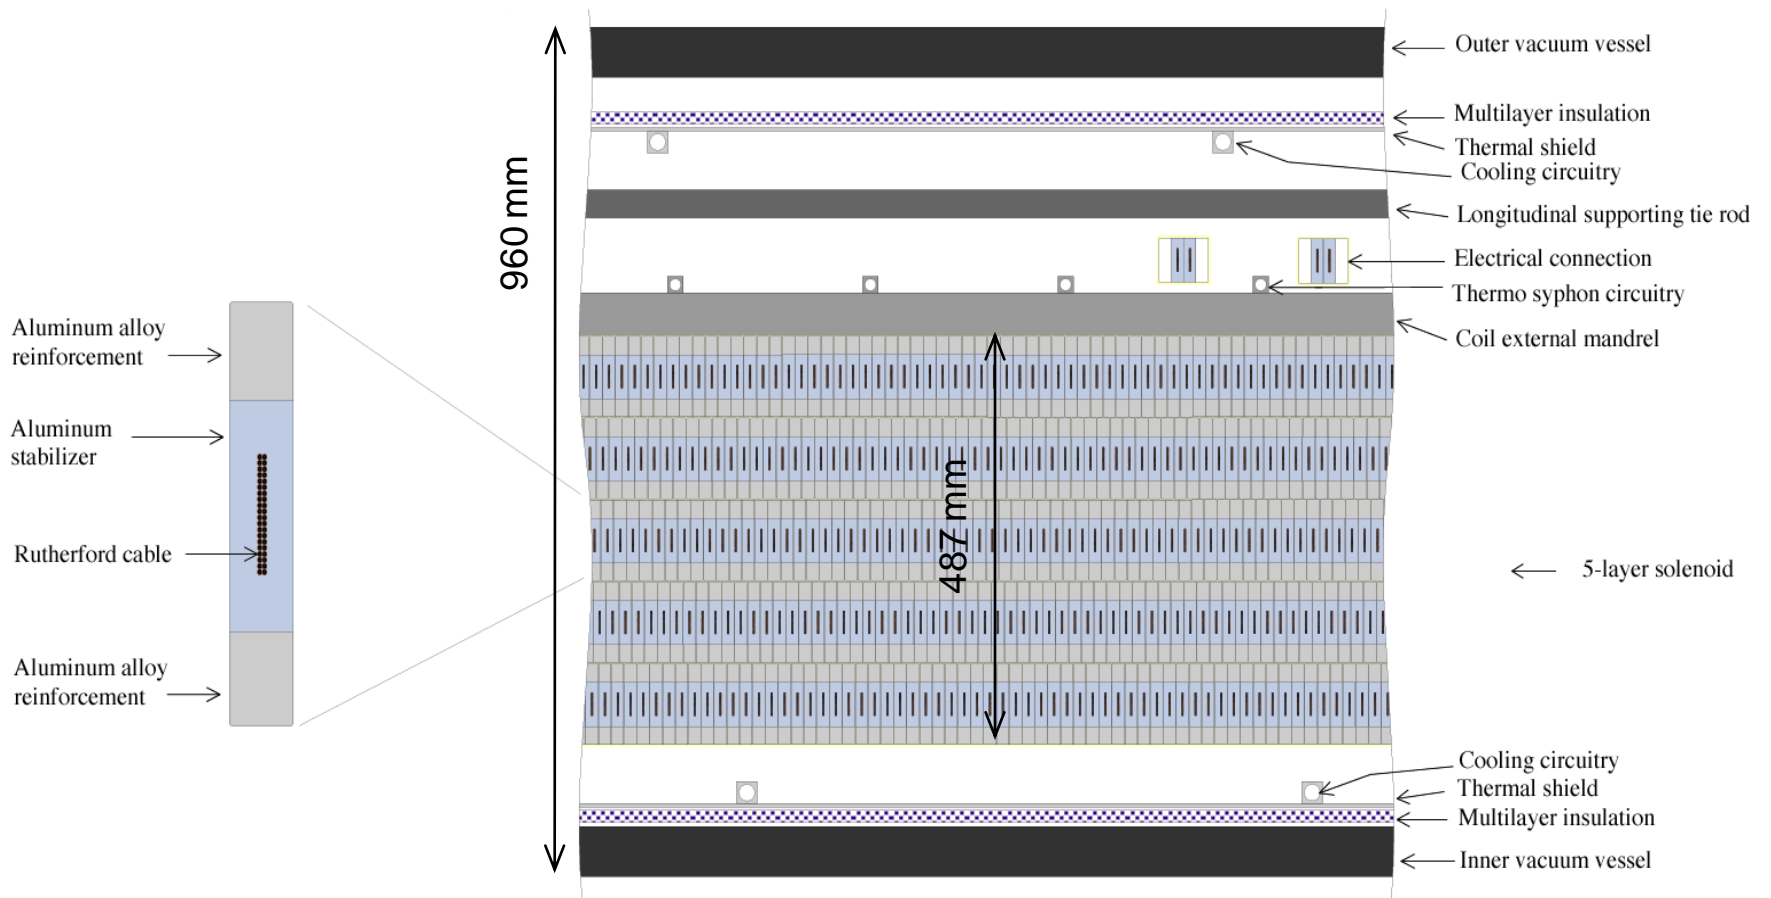 Outer vacuum vessel
Multilayer insulation
Thermal shield
Cooling circuitry
Longitudinal supporting tie rod
Electrical connection
Thermo syphon circuitry
Coil external mandrel
960 mm
487 mm
Aluminum alloy
reinforcement
Aluminum
stabilizer
Rutherford cable
Aluminum alloy
reinforcement
5-layer solenoid
Cooling circuitry
Thermal shield
Multilayer insulation
Inner vacuum vessel